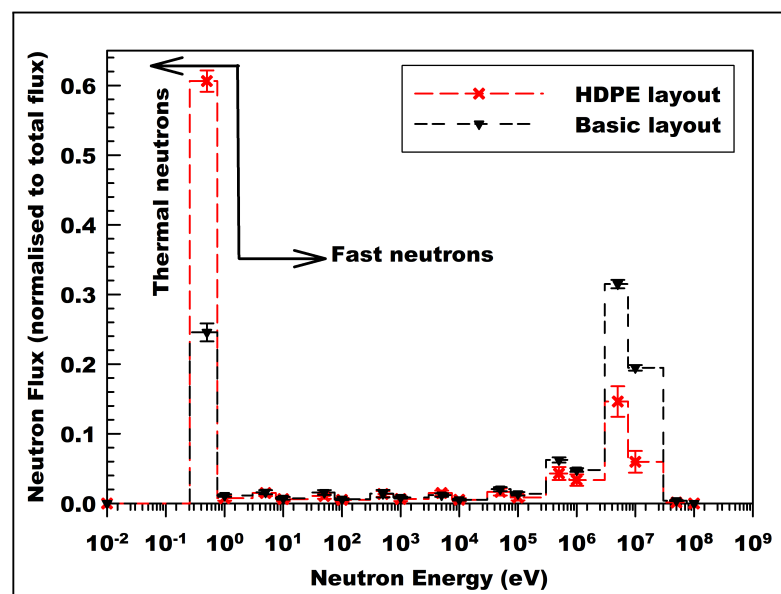 Neutron Flux (normalised to total flux)
0.6
0.5
0.4
0.3
0.2
0.1
0.0
Thermal neutrons
Fast neutrons
HDPE layout
Basic layout
10⁻² 10⁻¹ 10⁰ 10¹ 10² 10³ 10⁴ 10⁵ 10⁶ 10⁷ 10⁸ 10⁹
Neutron Energy (eV)